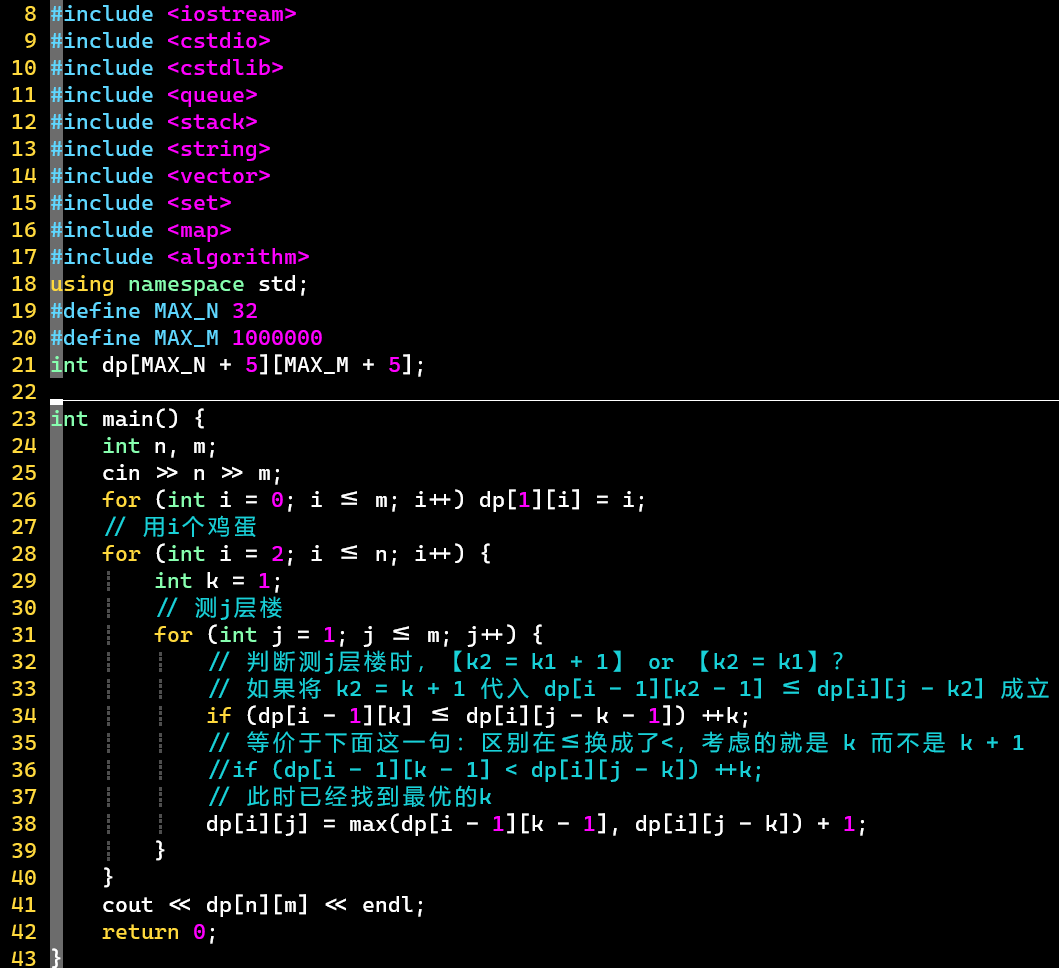 8 #include <iostream>
9 #include <cstdio>
10 #include <cstdlib>
11 #include <queue>
12 #include <stack>
13 #include <string>
14 #include <vector>
15 #include <set>
16 #include <map>
17 #include <algorithm>
18 using namespace std;
19 #define MAX_N 32
20 #define MAX_M 1000000
21 int dp[MAX_N + 5][MAX_M + 5];
22
23 int main() {
24     int n, m;
25     cin >> n >> m;
26     for (int i = 0; i <= m; i++) dp[1][i] = i;
27     // 用i个鸡蛋
28     for (int i = 2; i <= n; i++) {
29         int k = 1;
30         // 测j层楼
31         for (int j = 1; j <= m; j++) {
32             // 判断测j层楼时，【k2 = k1 + 1】 or 【k2 = k1】？
33             // 如果将 k2 = k + 1 代入 dp[i - 1][k2 - 1] <= dp[i][j - k2] 成立
34             if (dp[i - 1][k] <= dp[i][j - k - 1]) ++k;
35             // 等价于下面这一句：区别在<=换成了<，考虑的就是 k 而不是 k + 1
36             //if (dp[i - 1][k - 1] < dp[i][j - k]) ++k;
37             // 此时已经找到最优的k
38             dp[i][j] = max(dp[i - 1][k - 1], dp[i][j - k]) + 1;
39         }
40     }
41     cout << dp[n][m] << endl;
42     return 0;
43 }